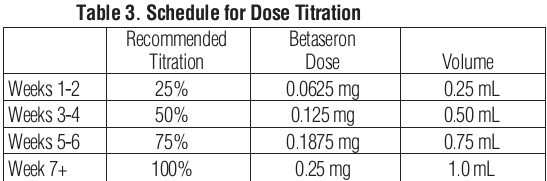 Table 3. Schedule for Dose Titration
Recommended Titration Betaseron Dose Volume
Weeks 1-2 25% 0.0625 mg 0.25 mL
Weeks 3-4 50% 0.125 mg 0.50 mL
Weeks 5-6 75% 0.1875 mg 0.75 mL
Week 7+ 100% 0.25 mg 1.0 mL